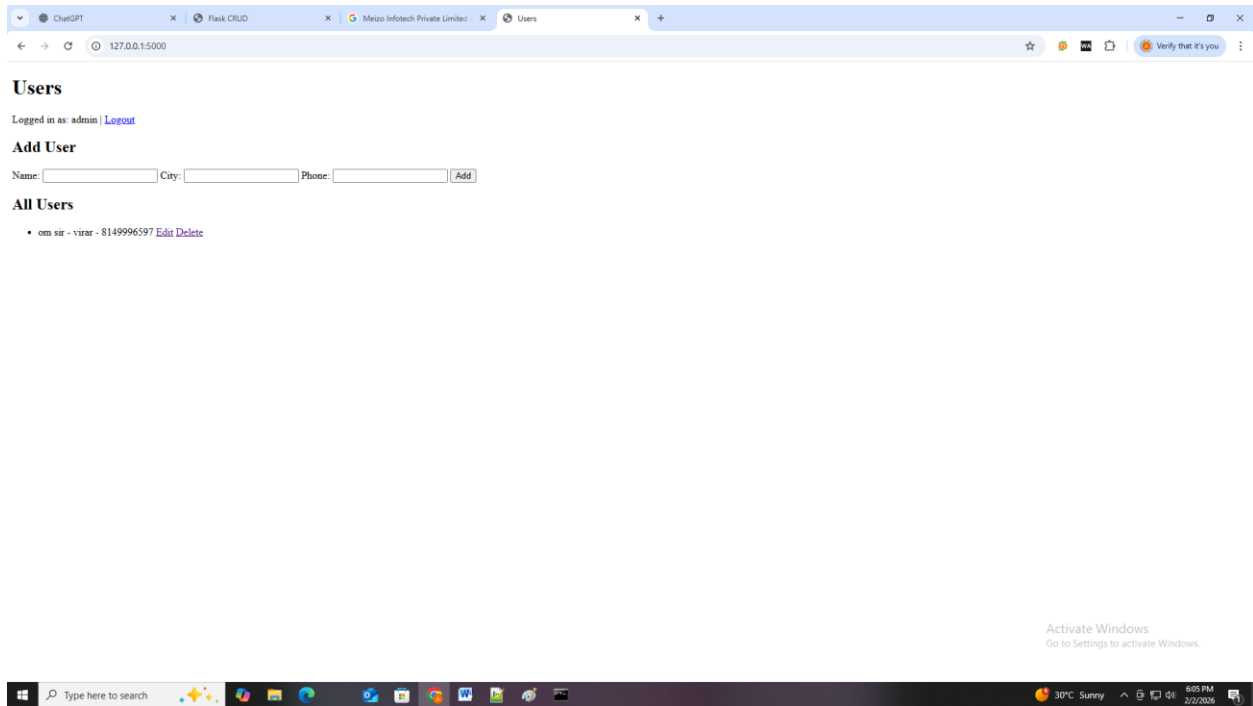 ChatGPT
Flask CRUD
Meizo Infotech Private Limited
Users
127.0.0.1:5000
WA
Verify that it's you
Users
Logged in as: admin | Logout
Add User
Name: City: Phone: Add
All Users
om sir - virar - 8149996597 Edit Delete
Activate Windows
Go to Settings to activate Windows.
Type here to search
30°C Sunny
6:05 PM
2/2/2026